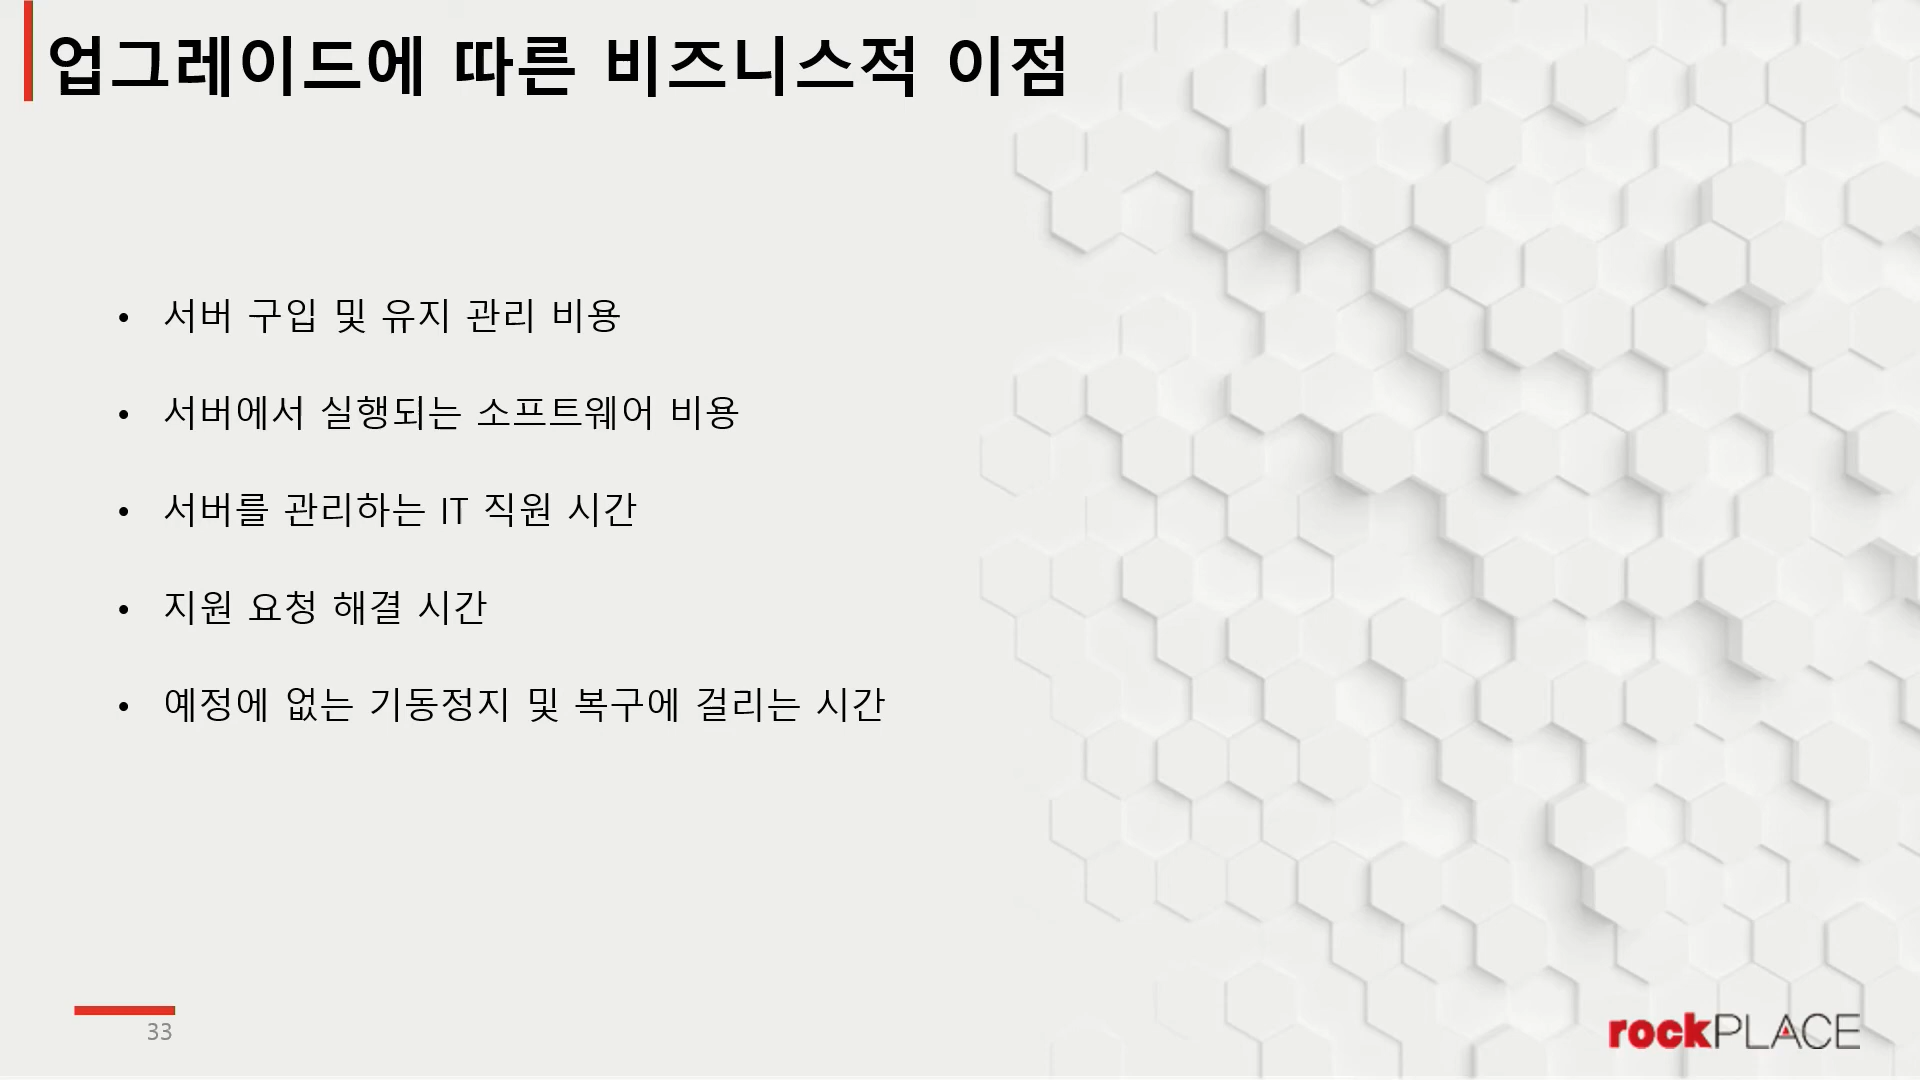 업그레이드에 따른 비즈니스적 이점
• 서버 구입 및 유지 관리 비용
• 서버에서 실행되는 소프트웨어 비용
• 서버를 관리하는 IT 직원 시간
• 지원 요청 해결 시간
• 예정에 없는 기동정지 및 복구에 걸리는 시간
33
rockPLACE